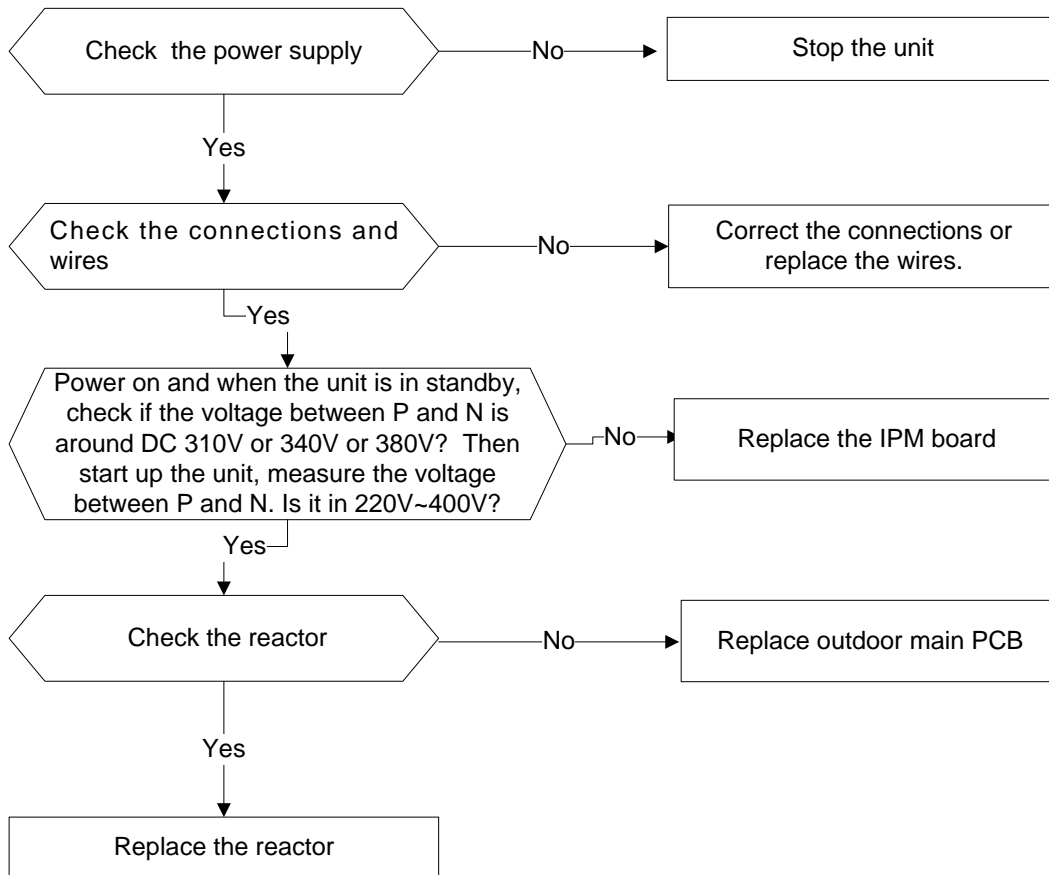 Check the power supply
No
Stop the unit
Yes
Check the connections and
wires
No
Correct the connections or
replace the wires.
Yes
Power on and when the unit is in standby,
check if the voltage between P and N is
around DC 310V or 340V or 380V? Then
start up the unit, measure the voltage
between P and N. Is it in 220V~400V?
No
Replace the IPM board
Yes
Check the reactor
No
Replace outdoor main PCB
Yes
Replace the reactor